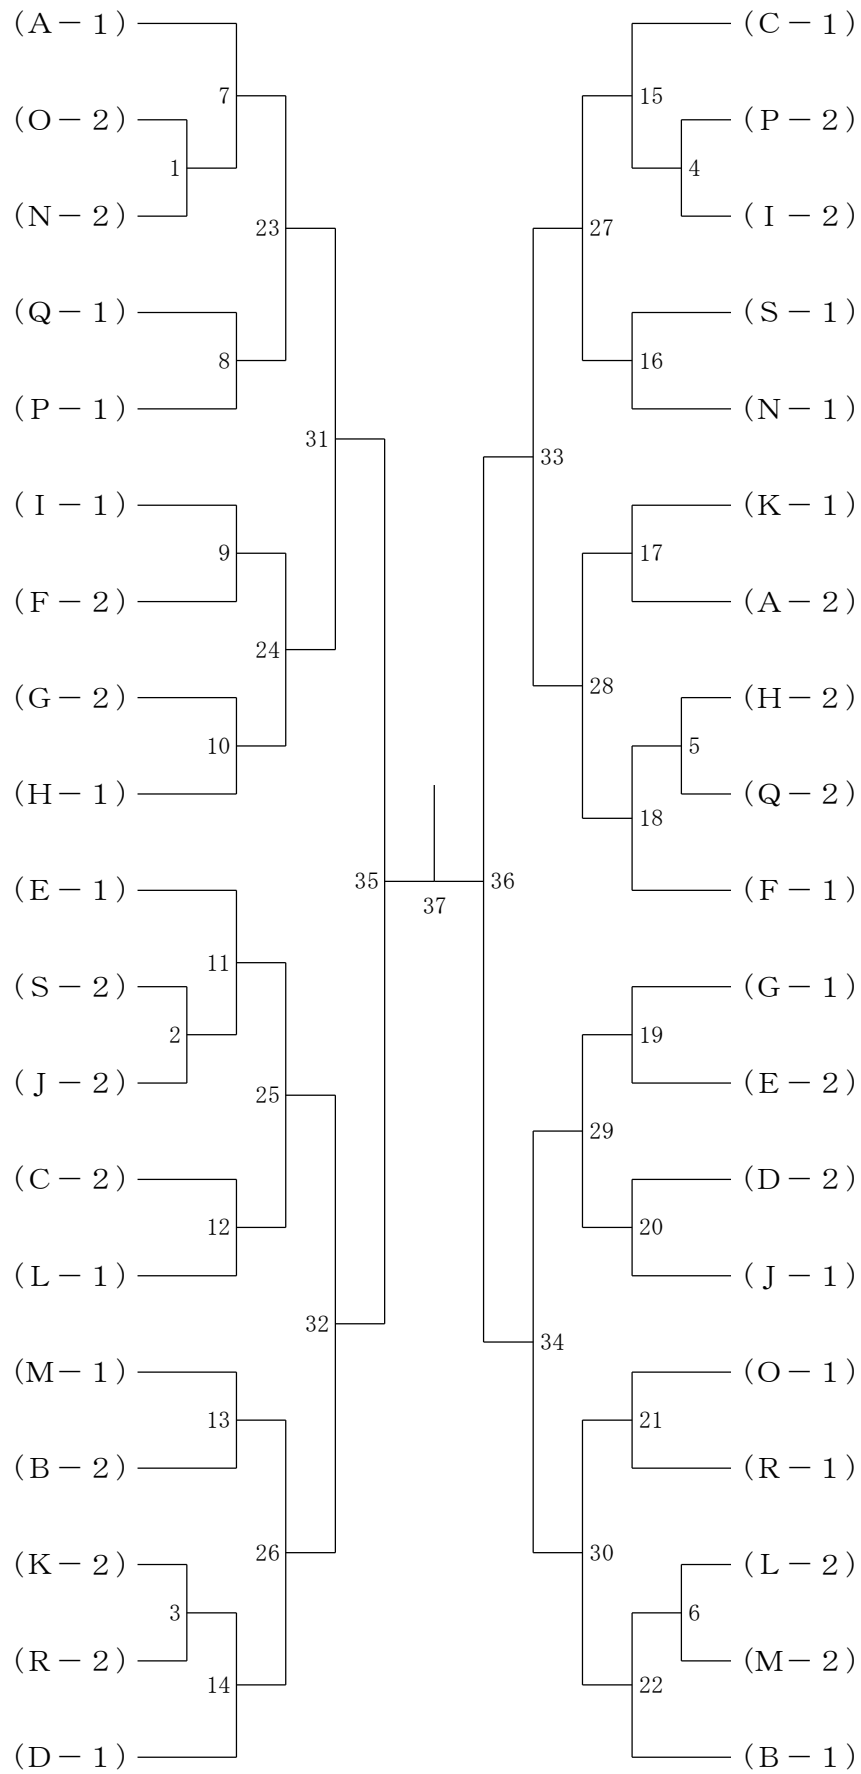 (A－1) (C－1)
7 15
(O－2) (P－2)
1 4
(N－2) (I－2)
23 27
(Q－1) (S－1)
8 16
(P－1) (N－1)
31 33
(I－1) (K－1)
9 17
(F－2) (A－2)
24 28
(G－2) (H－2)
10 5
(H－1) (Q－2)
18
35 36
(E－1) (F－1)
37
11
(S－2) (G－1)
2 19
(J－2) (E－2)
25 29
(C－2) (D－2)
12 20
(L－1) (J－1)
32 34
(M－1) (O－1)
13 21
(B－2) (R－1)
26 30
(K－2) (L－2)
3 6
(R－2) (M－2)
14 22
(D－1) (B－1)